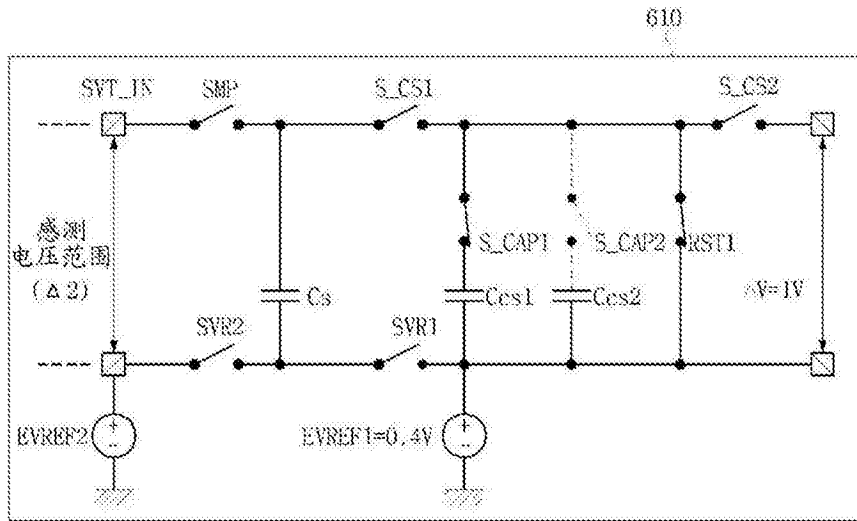 610
SVT_IN
SMP
S_CS1
S_CS2
感测
电压范围
(Δ2)
S_CAP1
S_CAP2
RST1
Cs
Ccs1
Ccs2
ΔV=1V
SVR2
SVR1
EVREF2
EVREF1=0.4V